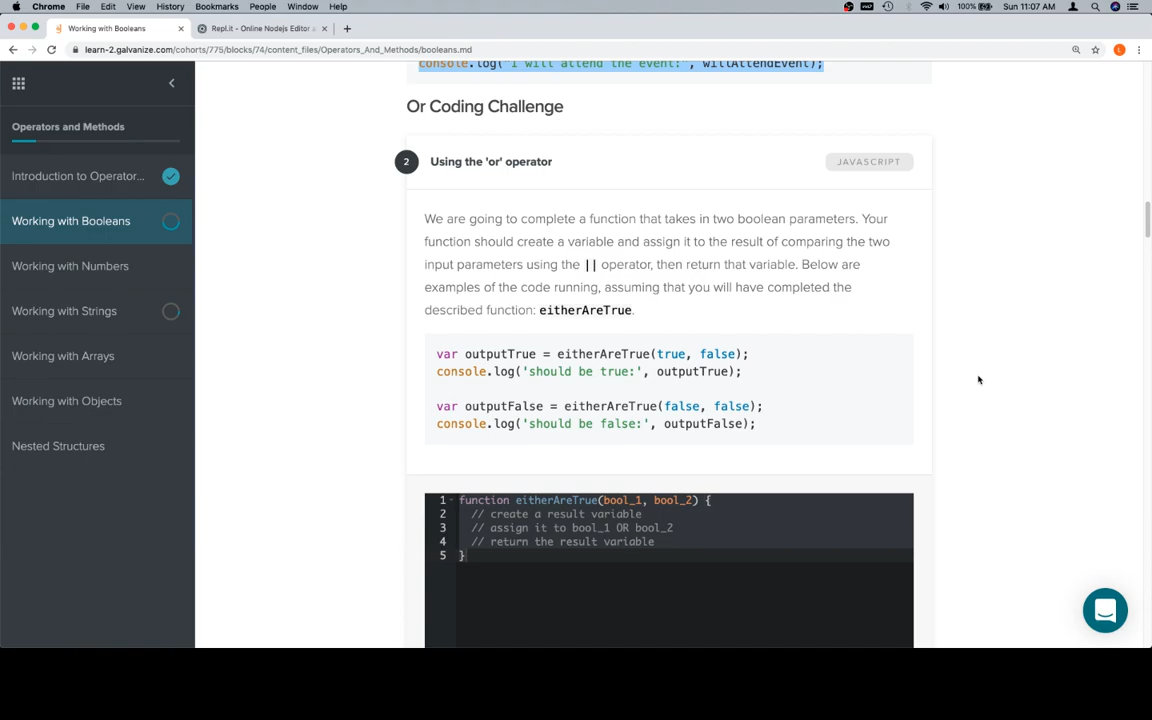 Chrome File Edit View History Bookmarks People Window Help 100% Sun 11:07 AM
Working with Booleans Repl.it - Online Nodejs Editor
learn-2.galvanize.com/cohorts/775/blocks/74/content_files/Operators_And_Methods/booleans.md
Operators and Methods
Introduction to Operator...
Working with Booleans
Working with Numbers
Working with Strings
Working with Arrays
Working with Objects
Nested Structures
console.log('I will attend the event:', willAttendEvent);
Or Coding Challenge
2 Using the 'or' operator JAVASCRIPT
We are going to complete a function that takes in two boolean parameters. Your
function should create a variable and assign it to the result of comparing the two
input parameters using the || operator, then return that variable. Below are
examples of the code running, assuming that you will have completed the
described function: eitherAreTrue.
var outputTrue = eitherAreTrue(true, false);
console.log('should be true:', outputTrue);
var outputFalse = eitherAreTrue(false, false);
console.log('should be false:', outputFalse);
1 function eitherAreTrue(bool_1, bool_2) {
2 // create a result variable
3 // assign it to bool_1 OR bool_2
4 // return the result variable
5 }